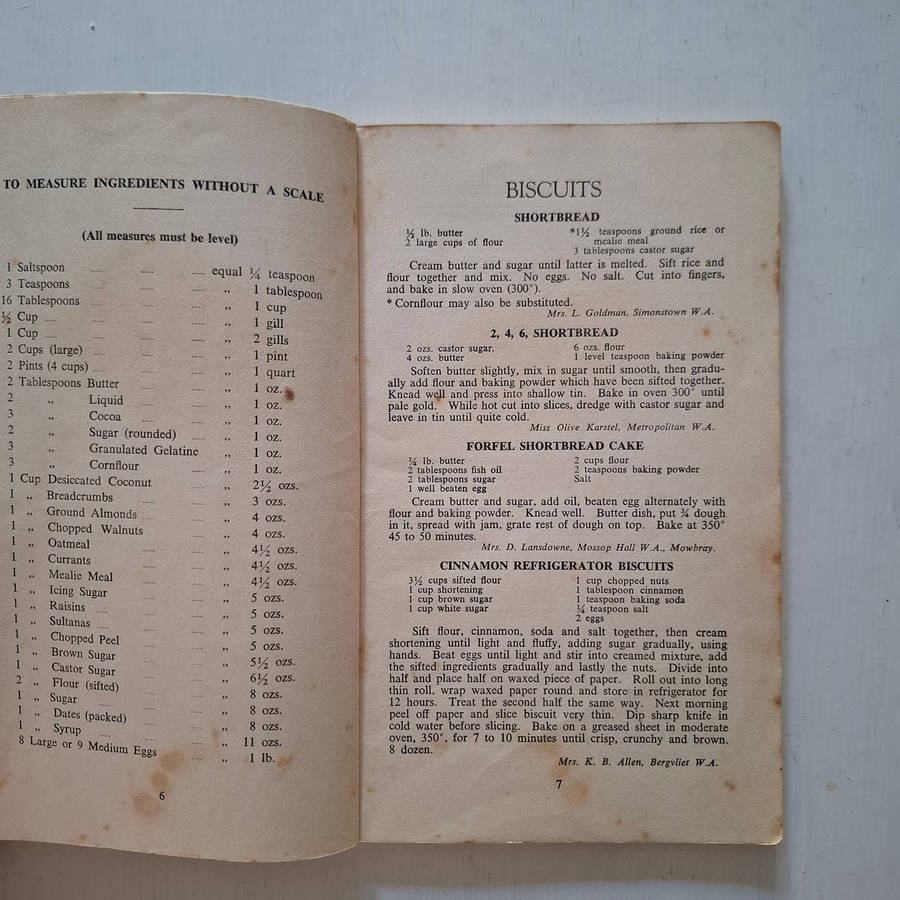 TO MEASURE INGREDIENTS WITHOUT A SCALE
(All measures must be level)
1 Saltspoon ..... equal ¼ teaspoon
3 Teaspoons ..... „ 1 tablespoon
16 Tablespoons ..... „ 1 cup
½ Cup ..... „ 1 gill
1 Cup ..... „ 2 gills
2 Cups (large) ..... „ 1 pint
2 Pints (4 cups) ..... „ 1 quart
2 Tablespoons Butter ..... „ 1 oz.
2 „ Liquid ..... „ 1 oz.
3 „ Cocoa ..... „ 1 oz.
2 „ Sugar (rounded) ..... „ 1 oz.
3 „ Granulated Gelatine „ 1 oz.
3 „ Cornflour ..... „ 1 oz.
1 Cup Desiccated Coconut ..... „ 2½ ozs.
1 „ Breadcrumbs ..... „ 3 ozs.
1 „ Ground Almonds ..... „ 4 ozs.
1 „ Chopped Walnuts ..... „ 4 ozs.
1 „ Oatmeal ..... „ 4½ ozs.
1 „ Currants ..... „ 4½ ozs.
1 „ Mealie Meal ..... „ 4½ ozs.
1 „ Icing Sugar ..... „ 5 ozs.
1 „ Raisins ..... „ 5 ozs.
1 „ Sultanas ..... „ 5 ozs.
1 „ Chopped Peel ..... „ 5 ozs.
1 „ Brown Sugar ..... „ 5½ ozs.
1 „ Castor Sugar ..... „ 6½ ozs.
2 „ Flour (sifted) ..... „ 8 ozs.
1 „ Sugar ..... „ 8 ozs.
1 „ Dates (packed) ..... „ 8 ozs.
1 „ Syrup ..... „ 11 ozs.
8 Large or 9 Medium Eggs ..... „ 1 lb.
6
BISCUITS
SHORTBREAD
½ lb. butter
2 large cups of flour
*1½ teaspoons ground rice or
mealie meal
3 tablespoons castor sugar
Cream butter and sugar until latter is melted. Sift rice and
flour together and mix. No eggs. No salt. Cut into fingers,
and bake in slow oven (300°).
* Cornflour may also be substituted.
Mrs. L. Goldman, Simonstown W.A.
2, 4, 6, SHORTBREAD
2 ozs. castor sugar.
4 ozs. butter
6 ozs. flour
1 level teaspoon baking powder
Soften butter slightly, mix in sugar until smooth, then gradu-
ally add flour and baking powder which have been sifted together.
Knead well and press into shallow tin. Bake in oven 300° until
pale gold. While hot cut into slices, dredge with castor sugar and
leave in tin until quite cold.
Miss Olive Karstel, Metropolitan W.A.
FORFEL SHORTBREAD CAKE
¼ lb. butter
2 tablespoons fish oil
2 tablespoons sugar
1 well beaten egg
2 cups flour
2 teaspoons baking powder
Salt
Cream butter and sugar, add oil, beaten egg alternately with
flour and baking powder. Knead well. Butter dish, put ¾ dough
in it, spread with jam, grate rest of dough on top. Bake at 350°
45 to 50 minutes.
Mrs. D. Lansdowne, Mossop Hall W.A., Mowbray.
CINNAMON REFRIGERATOR BISCUITS
3½ cups sifted flour
1 cup shortening
1 cup brown sugar
1 cup white sugar
1 cup chopped nuts
1 tablespoon cinnamon
1 teaspoon baking soda
¼ teaspoon salt
2 eggs
Sift flour, cinnamon, soda and salt together, then cream
shortening until light and fluffy, adding sugar gradually, using
hands. Beat eggs until light and stir into creamed mixture, add
the sifted ingredients gradually and lastly the nuts. Divide into
half and place half on waxed piece of paper. Roll out into long
thin roll, wrap waxed paper round and store in refrigerator for
12 hours. Treat the second half the same way. Next morning
peel off paper and slice biscuit very thin. Dip sharp knife in
cold water before slicing. Bake on a greased sheet in moderate
oven, 350°, for 7 to 10 minutes until crisp, crunchy and brown.
8 dozen.
Mrs. K. B. Allen, Bergvliet W.A.
7